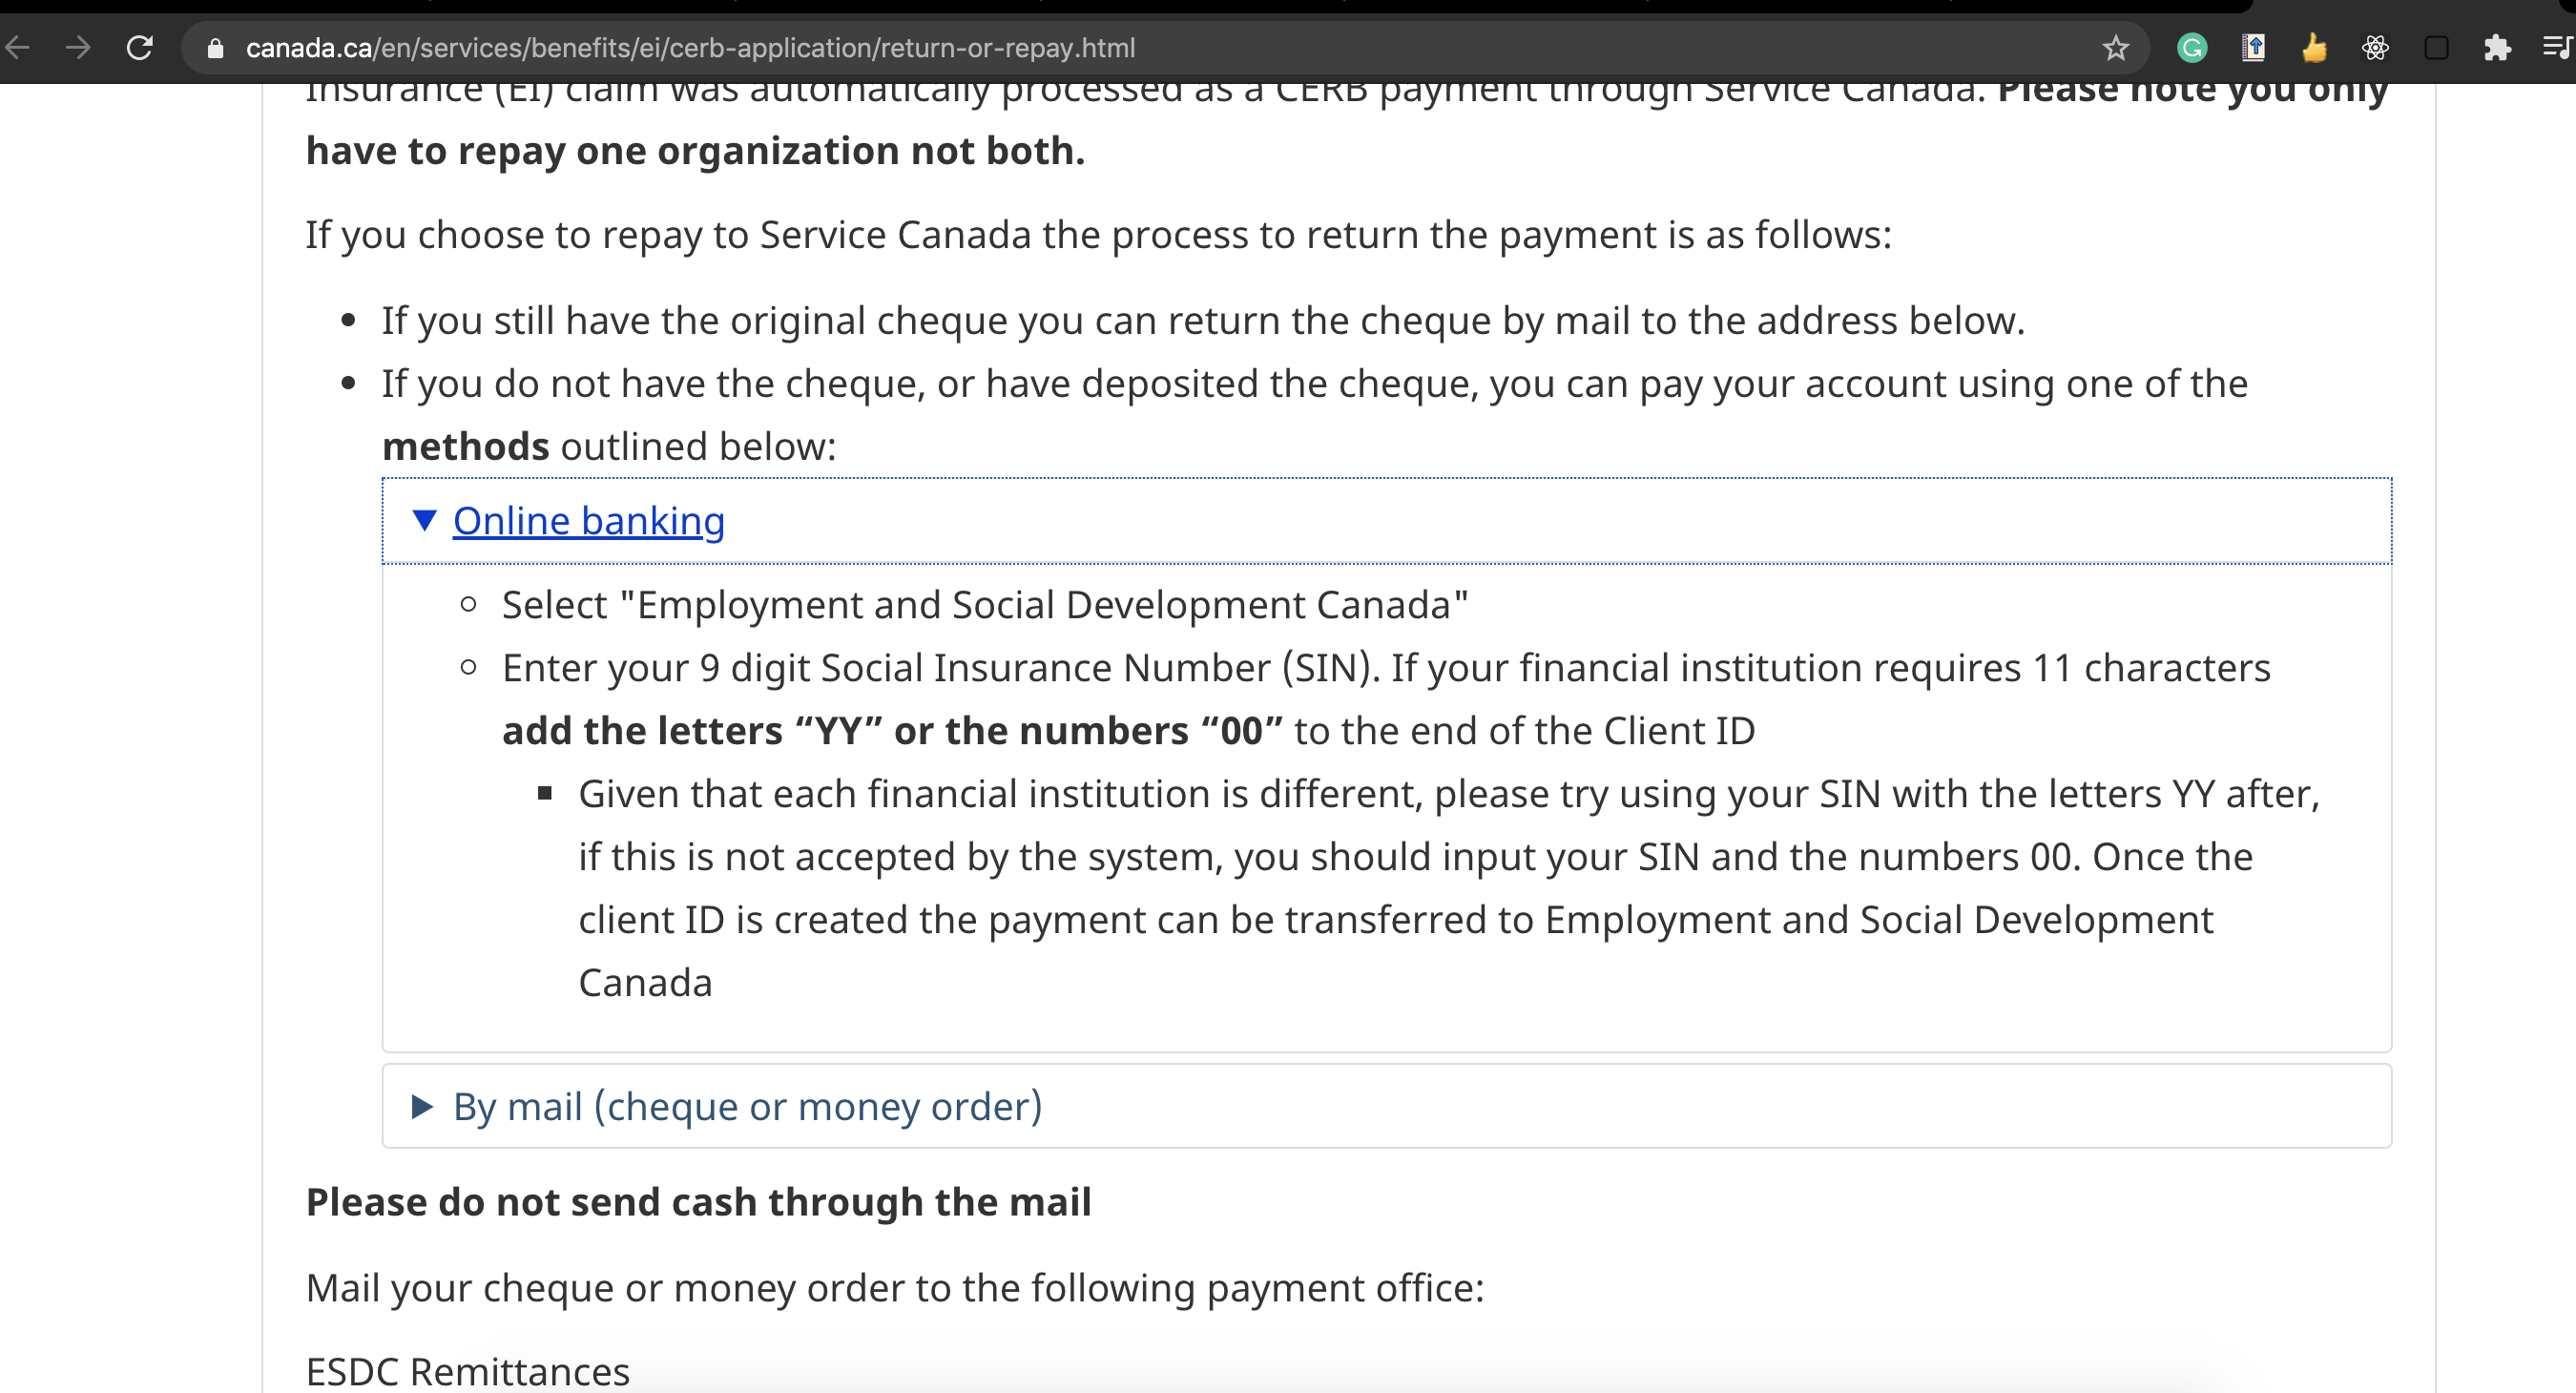 canada.ca/en/services/benefits/ei/cerb-application/return-or-repay.html
Insurance (EI) claim was automatically processed as a CERB payment through Service Canada. Please note you only
have to repay one organization not both.
If you choose to repay to Service Canada the process to return the payment is as follows:
If you still have the original cheque you can return the cheque by mail to the address below.
If you do not have the cheque, or have deposited the cheque, you can pay your account using one of the
methods outlined below:
Online banking
Select "Employment and Social Development Canada"
Enter your 9 digit Social Insurance Number (SIN). If your financial institution requires 11 characters
add the letters “YY” or the numbers “00” to the end of the Client ID
Given that each financial institution is different, please try using your SIN with the letters YY after,
if this is not accepted by the system, you should input your SIN and the numbers 00. Once the
client ID is created the payment can be transferred to Employment and Social Development
Canada
By mail (cheque or money order)
Please do not send cash through the mail
Mail your cheque or money order to the following payment office:
ESDC Remittances